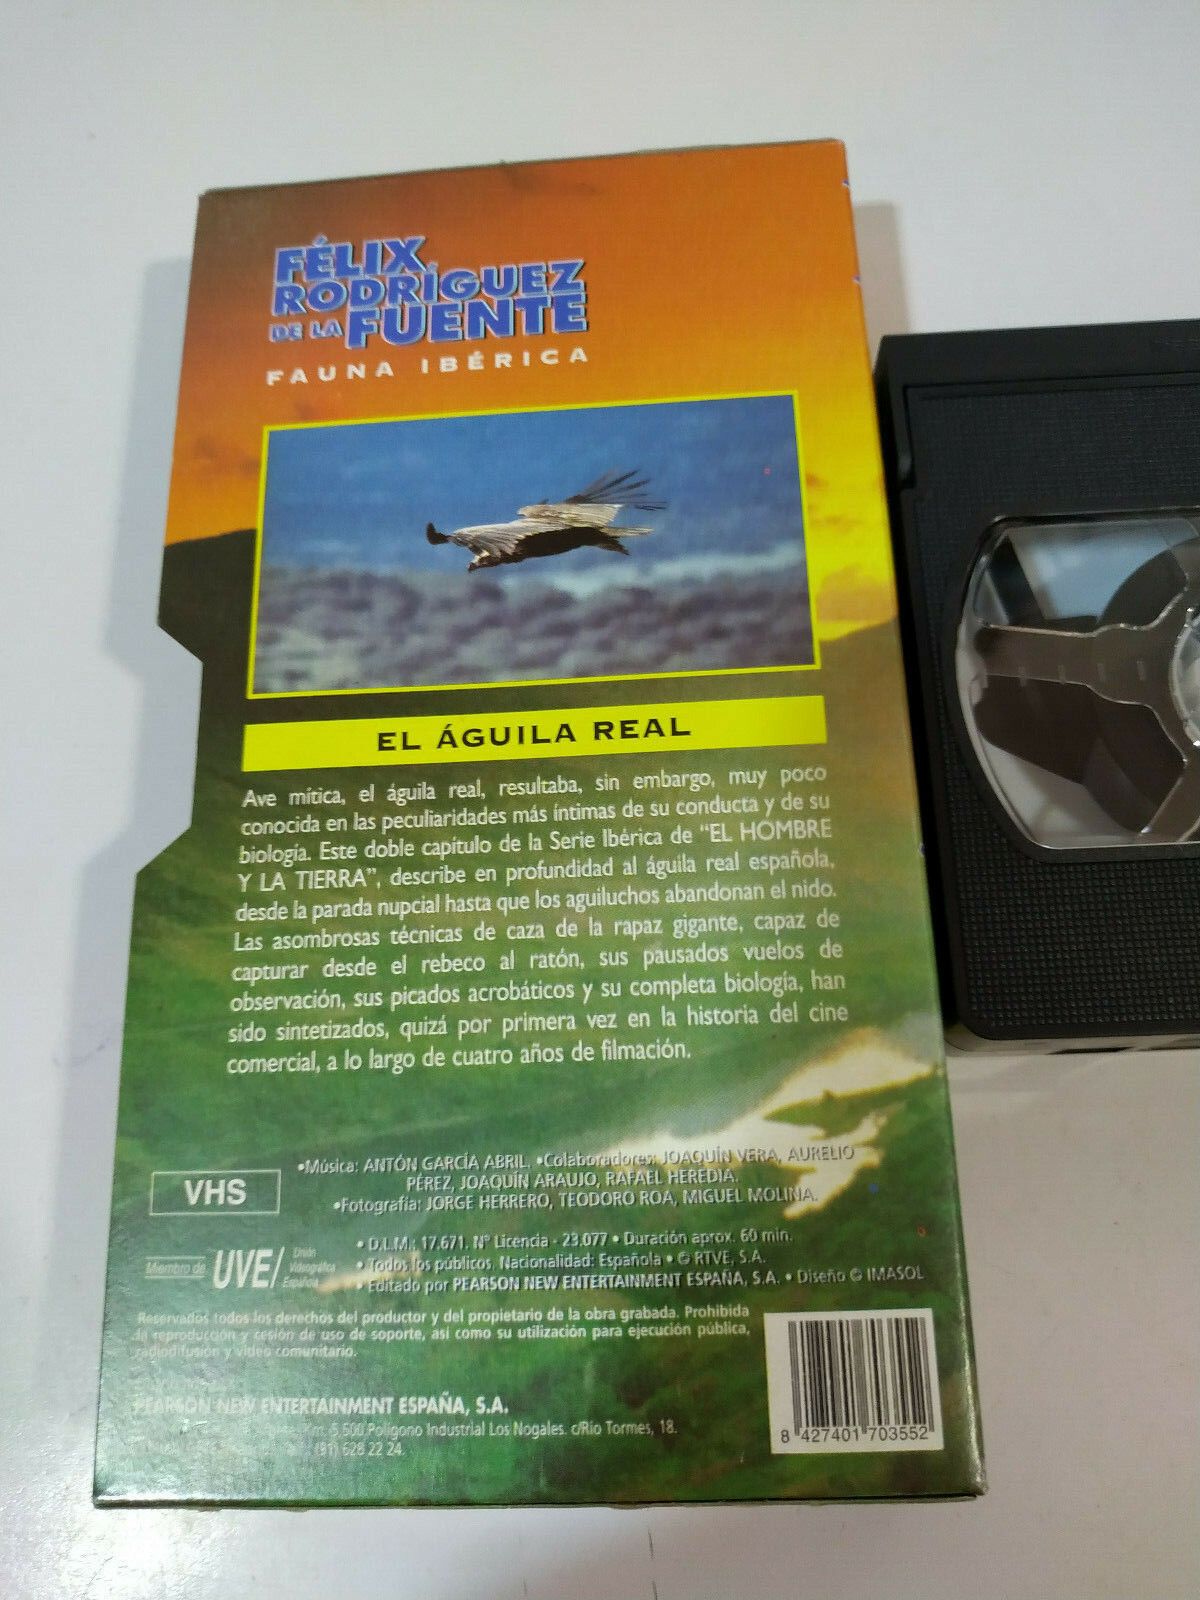 FÉLIX
RODRÍGUEZ
DE LA FUENTE
FAUNA IBÉRICA
EL ÁGUILA REAL
Ave mítica, el águila real, resultaba, sin embargo, muy poco
conocida en las peculiaridades más íntimas de su conducta y de su
biología. Este doble capítulo de la Serie Ibérica de "EL HOMBRE
Y LA TIERRA", describe en profundidad al águila real española,
desde la parada nupcial hasta que los aguiluchos abandonan el nido.
Las asombrosas técnicas de caza de la rapaz gigante, capaz de
capturar desde el rebeco al ratón, sus pausados vuelos de
observación, sus picados acrobáticos y su completa biología, han
sido sintetizados, quizá por primera vez en la historia del cine
comercial, a lo largo de cuatro años de filmación.
VHS
•Música: ANTÓN GARCÍA ABRIL. •Colaboradores: JOAQUÍN VERA, AURELIO
PÉREZ, JOAQUÍN ARAUJO, RAFAEL HEREDIA.
•Fotografía: JORGE HERRERO, TEODORO ROA, MIGUEL MOLINA.
Miembro de UVE/ Unión Videográfica Española
• D.L.M.: 17.671. Nº Licencia - 23.077 • Duración aprox. 60 min.
• Todos los públicos. Nacionalidad: Española • © RTVE, S.A.
• Editado por PEARSON NEW ENTERTAINMENT ESPAÑA, S.A. • Diseño © IMASOL
Reservados todos los derechos del productor y del propietario de la obra grabada. Prohibida
la reproducción y cesión de uso de soporte, así como su utilización para ejecución pública,
radiodifusión y vídeo comunitario.
PEARSON NEW ENTERTAINMENT ESPAÑA, S.A.
Km. 5,500 Polígono Industrial Los Nogales. c/Río Tormes, 18.
(91) 628 22 24.
8 427401 703552